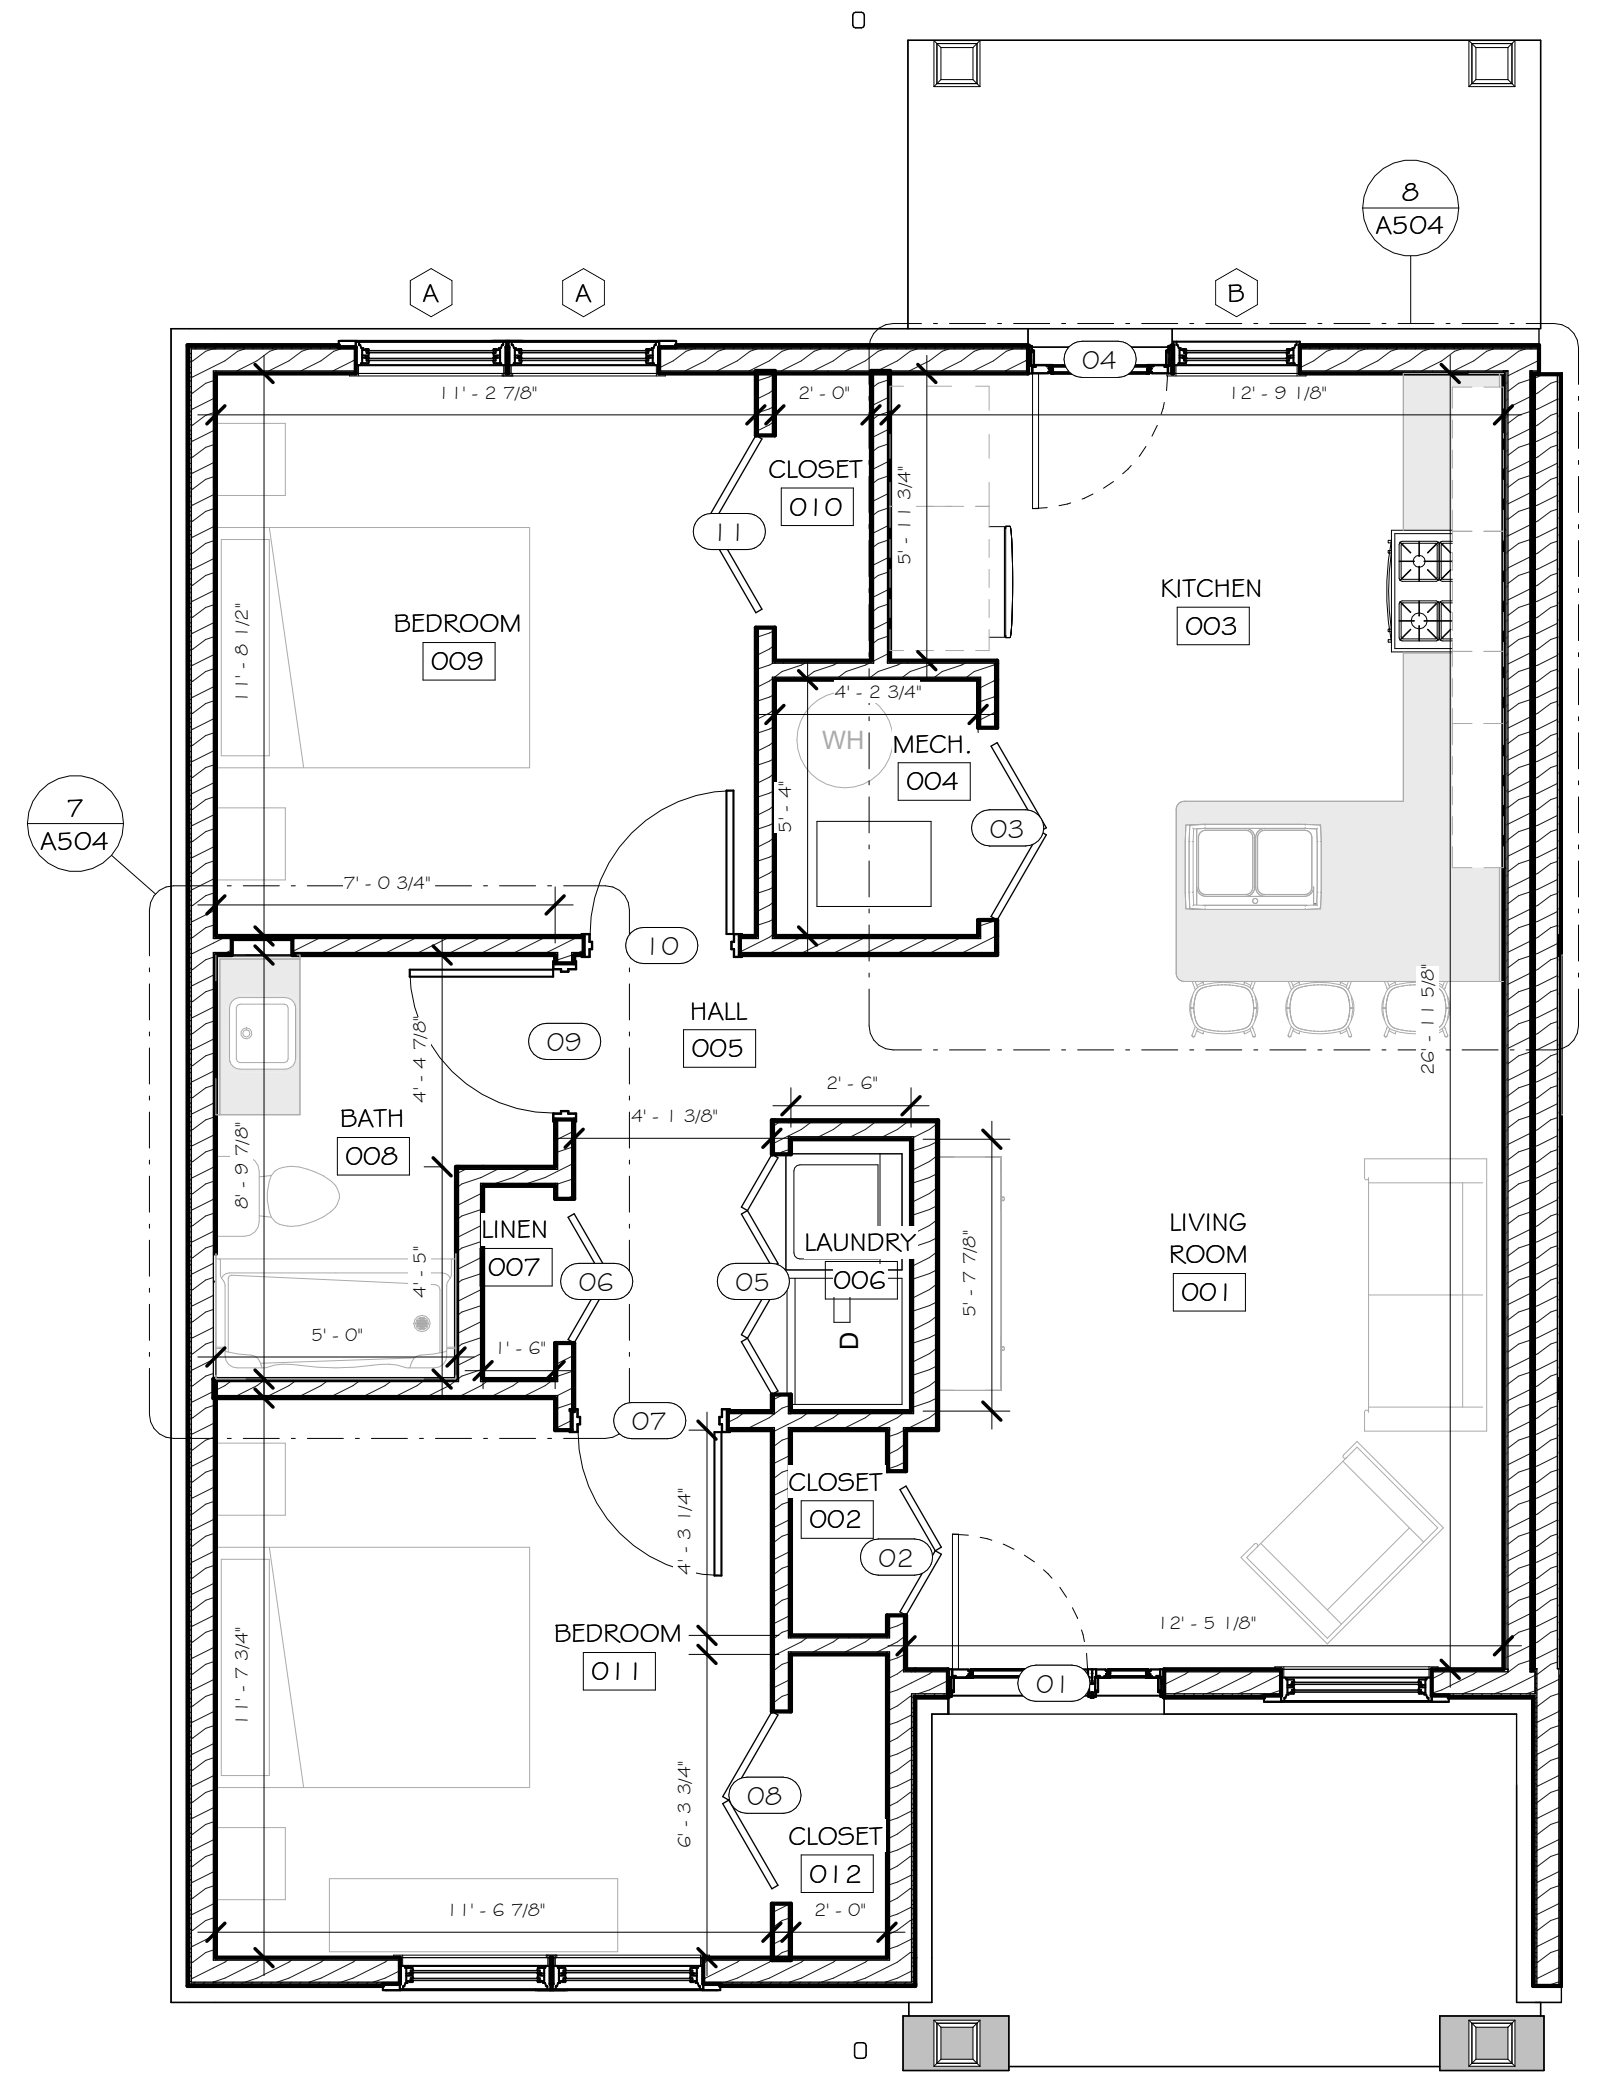 0
8
A504
A
A
B
04
11' - 2 7/8"
2' - 0"
12' - 9 1/8"
CLOSET
010
5' - 11 3/4"
11
KITCHEN
003
BEDROOM
009
11' - 8 1/2"
4' - 2 3/4"
WH
MECH.
004
5' - 4"
03
7
A504
7' - 0 3/4"
10
HALL
005
09
4' - 4 7/8"
26' - 11 5/8"
2' - 6"
4' - 1 3/8"
BATH
008
8' - 9 7/8"
LINEN
007
06
05
LAUNDRY
006
D
5' - 7 7/8"
LIVING
ROOM
001
4' - 5"
5' - 0"
1' - 6"
07
CLOSET
002
02
4' - 3 1/4"
BEDROOM
011
12' - 5 1/8"
11' - 7 3/4"
01
08
6' - 3 3/4"
CLOSET
012
11' - 6 7/8"
2' - 0"
0